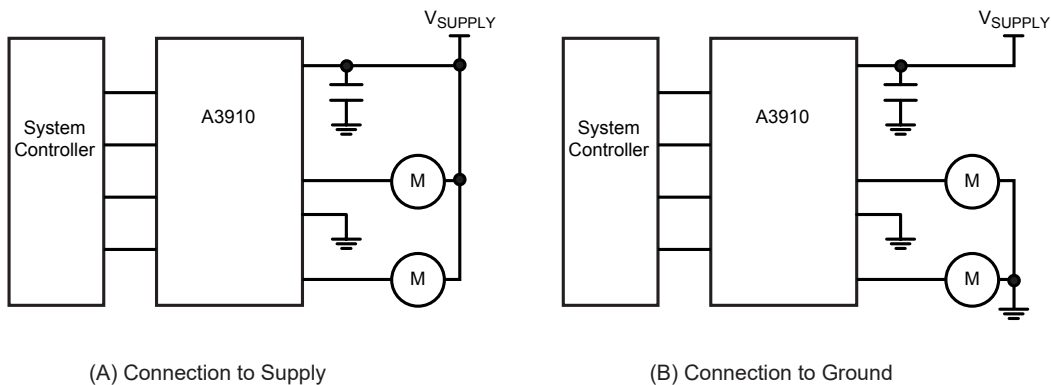 VSUPPLY
System
Controller
A3910
M
M
(A) Connection to Supply
VSUPPLY
System
Controller
A3910
M
M
(B) Connection to Ground